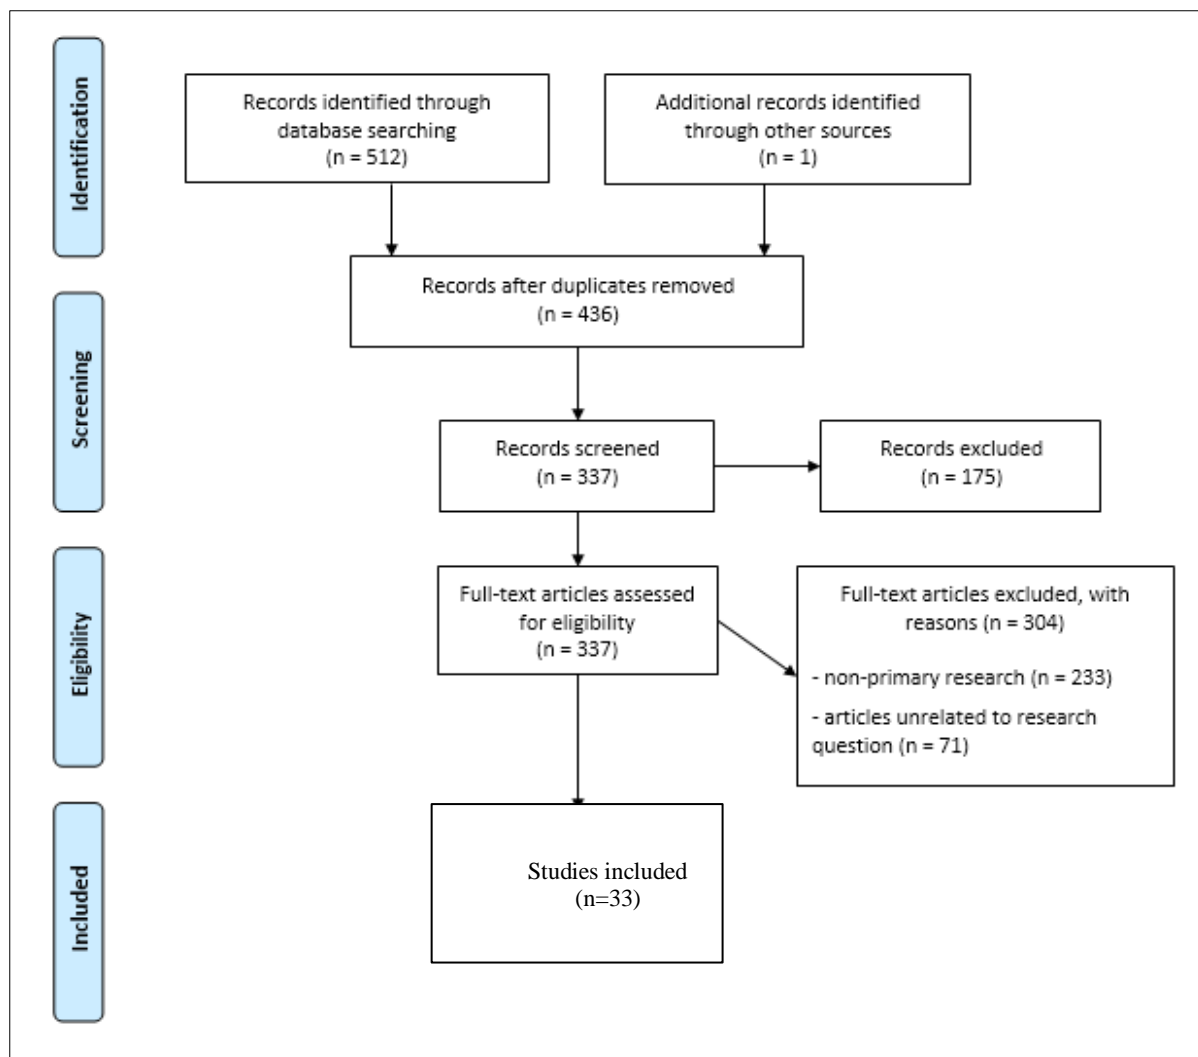 Identification
Records identified through
database searching
(n = 512)
Additional records identified
through other sources
(n = 1)
Records after duplicates removed
(n = 436)
Screening
Records screened
(n = 337)
Records excluded
(n = 175)
Eligibility
Full-text articles assessed
for eligibility
(n = 337)
Full-text articles excluded, with
reasons (n = 304)
- non-primary research (n = 233)
- articles unrelated to research
question (n = 71)
Included
Studies included
(n=33)